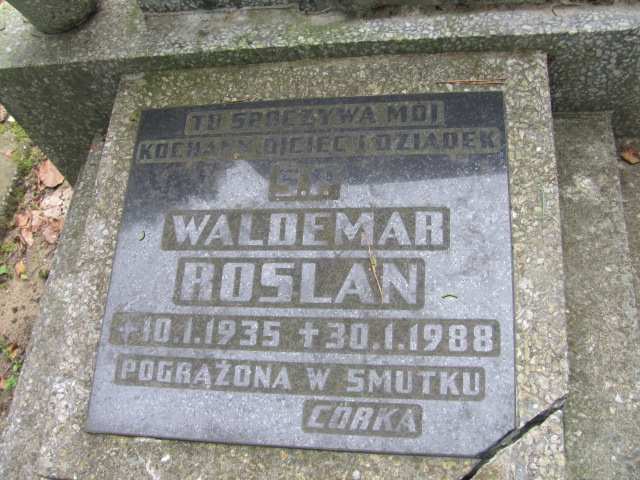 TU SPOCZYWA MÓJ
KOCHANY OJCIEC I DZIADEK
Ś.P.
WALDEMAR
ROSLAN
+10.1.1935 +30.1.1988
POGRĄŻONA W SMUTKU
CÓRKA